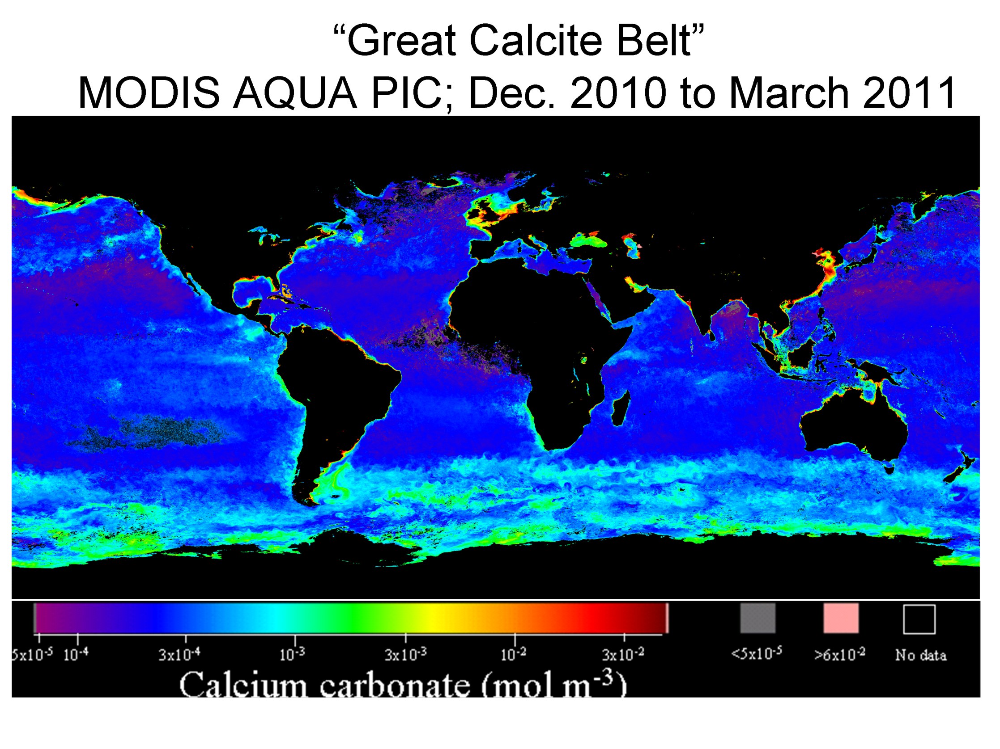 “Great Calcite Belt”
MODIS AQUA PIC; Dec. 2010 to March 2011
5x10⁻⁵ 10⁻⁴ 3x10⁻⁴ 10⁻³ 3x10⁻³ 10⁻² 3x10⁻² <5x10⁻⁵ >6x10⁻² No data
Calcium carbonate (mol m⁻³)